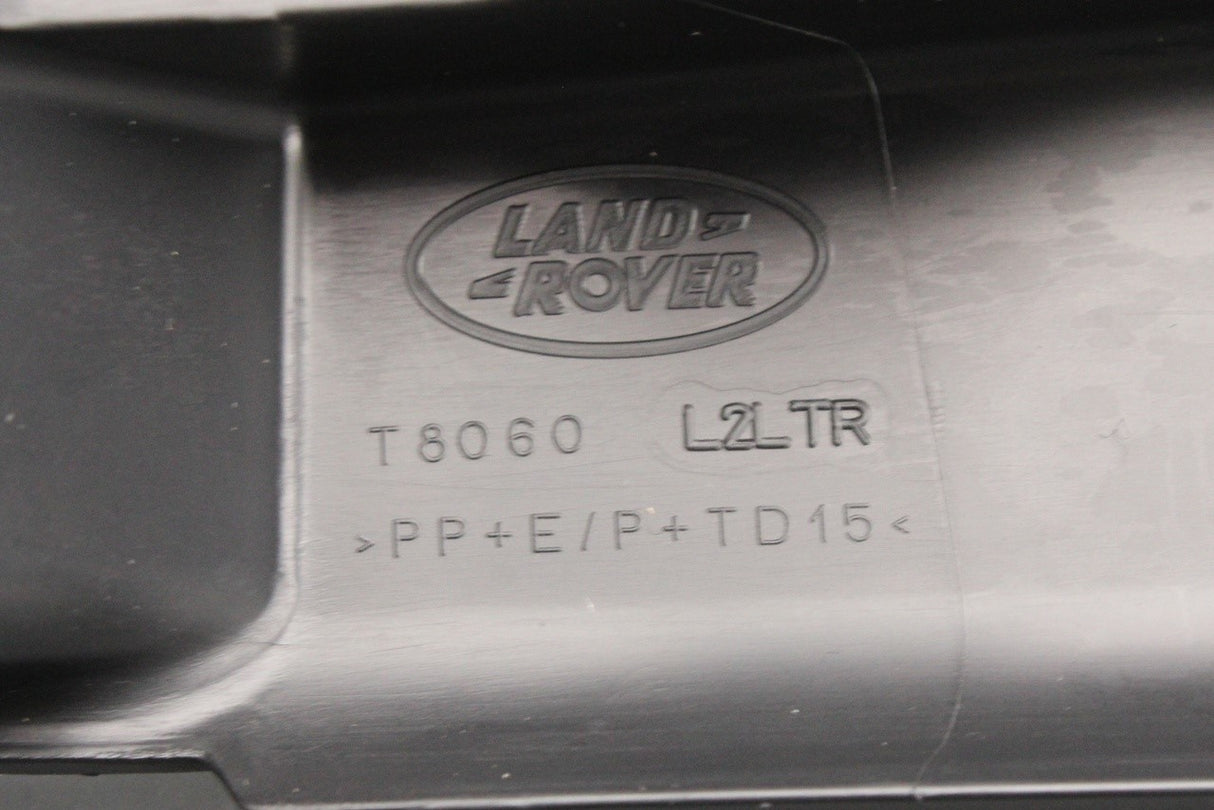 LAND
ROVER
T8060 L2LTR
>PP+E/P+TD15<